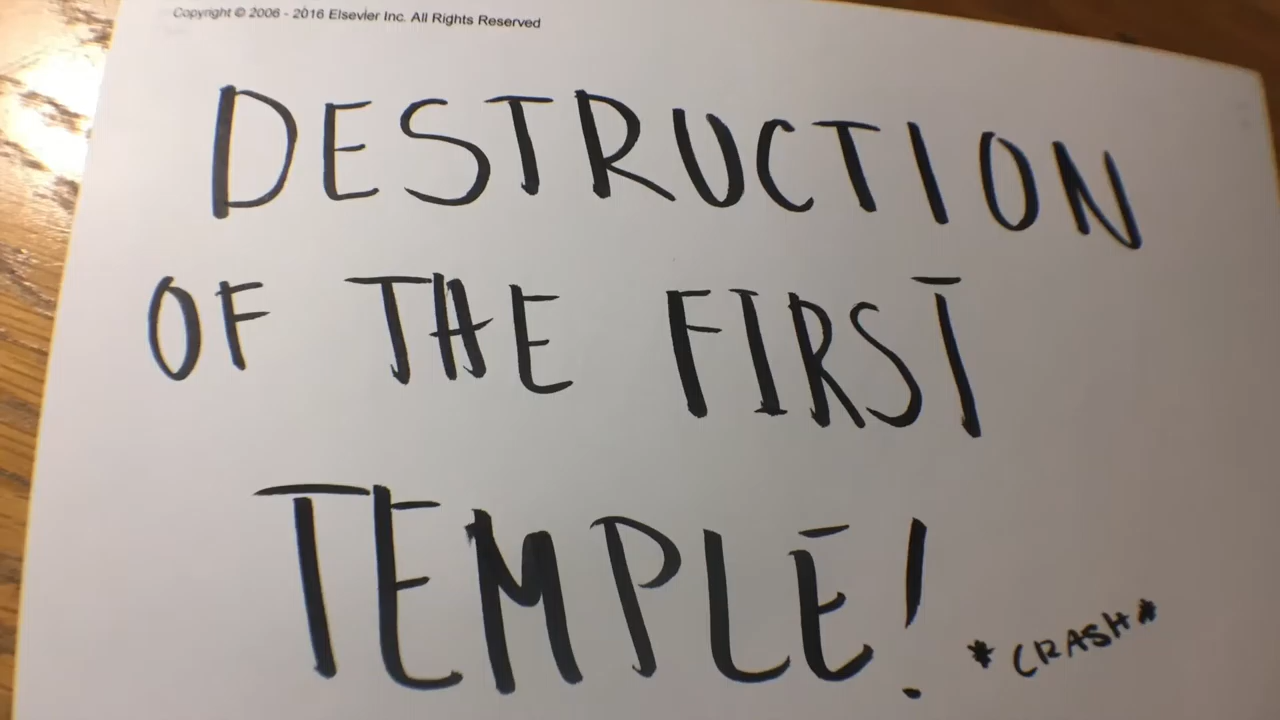 Copyright © 2006 - 2016 Elsevier Inc. All Rights Reserved
DESTRUCTION
OF THE FIRST
TEMPLE!
*CRASH*